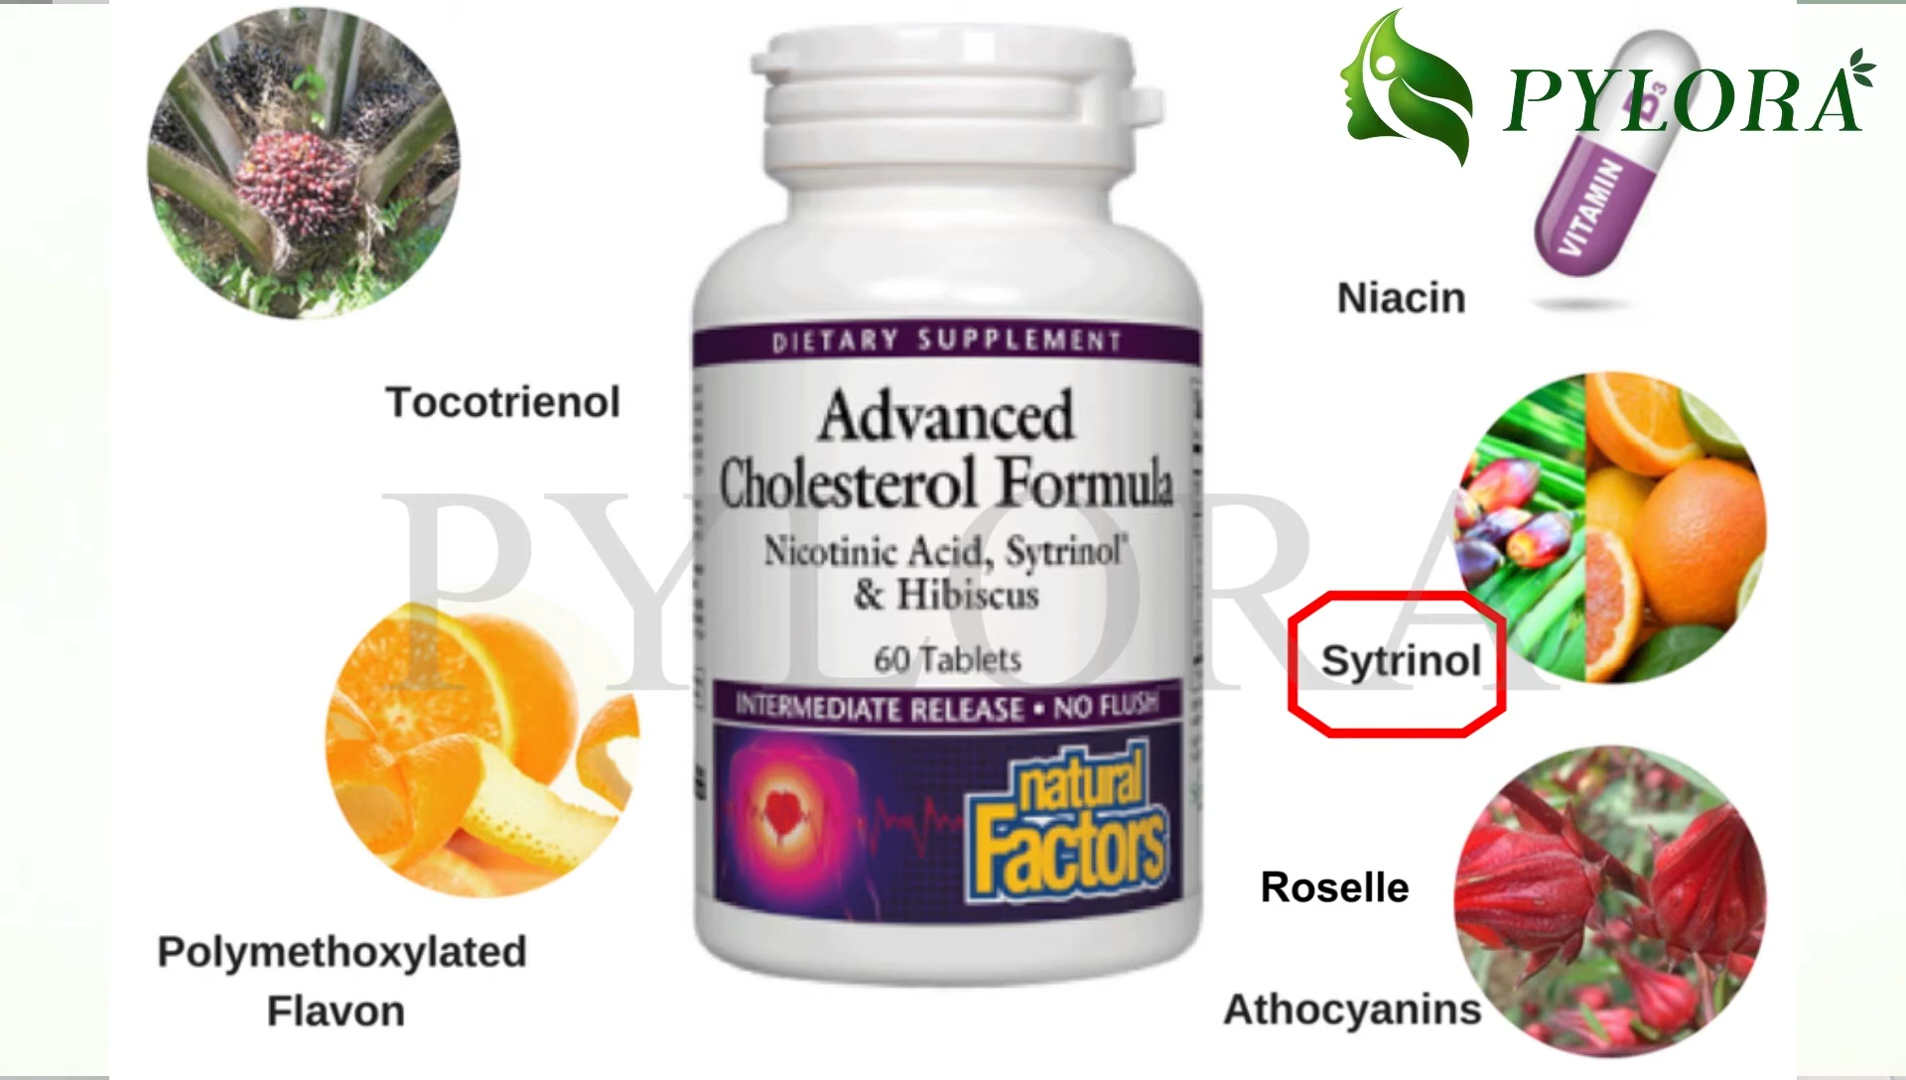 PYLORA
VITAMIN B3
Niacin
DIETARY SUPPLEMENT
Advanced
Cholesterol Formula
Nicotinic Acid, Sytrinol®
& Hibiscus
60 Tablets
INTERMEDIATE RELEASE • NO FLUSH
natural
Factors
Tocotrienol
Polymethoxylated
Flavon
Sytrinol
Roselle
Athocyanins
PYLORA